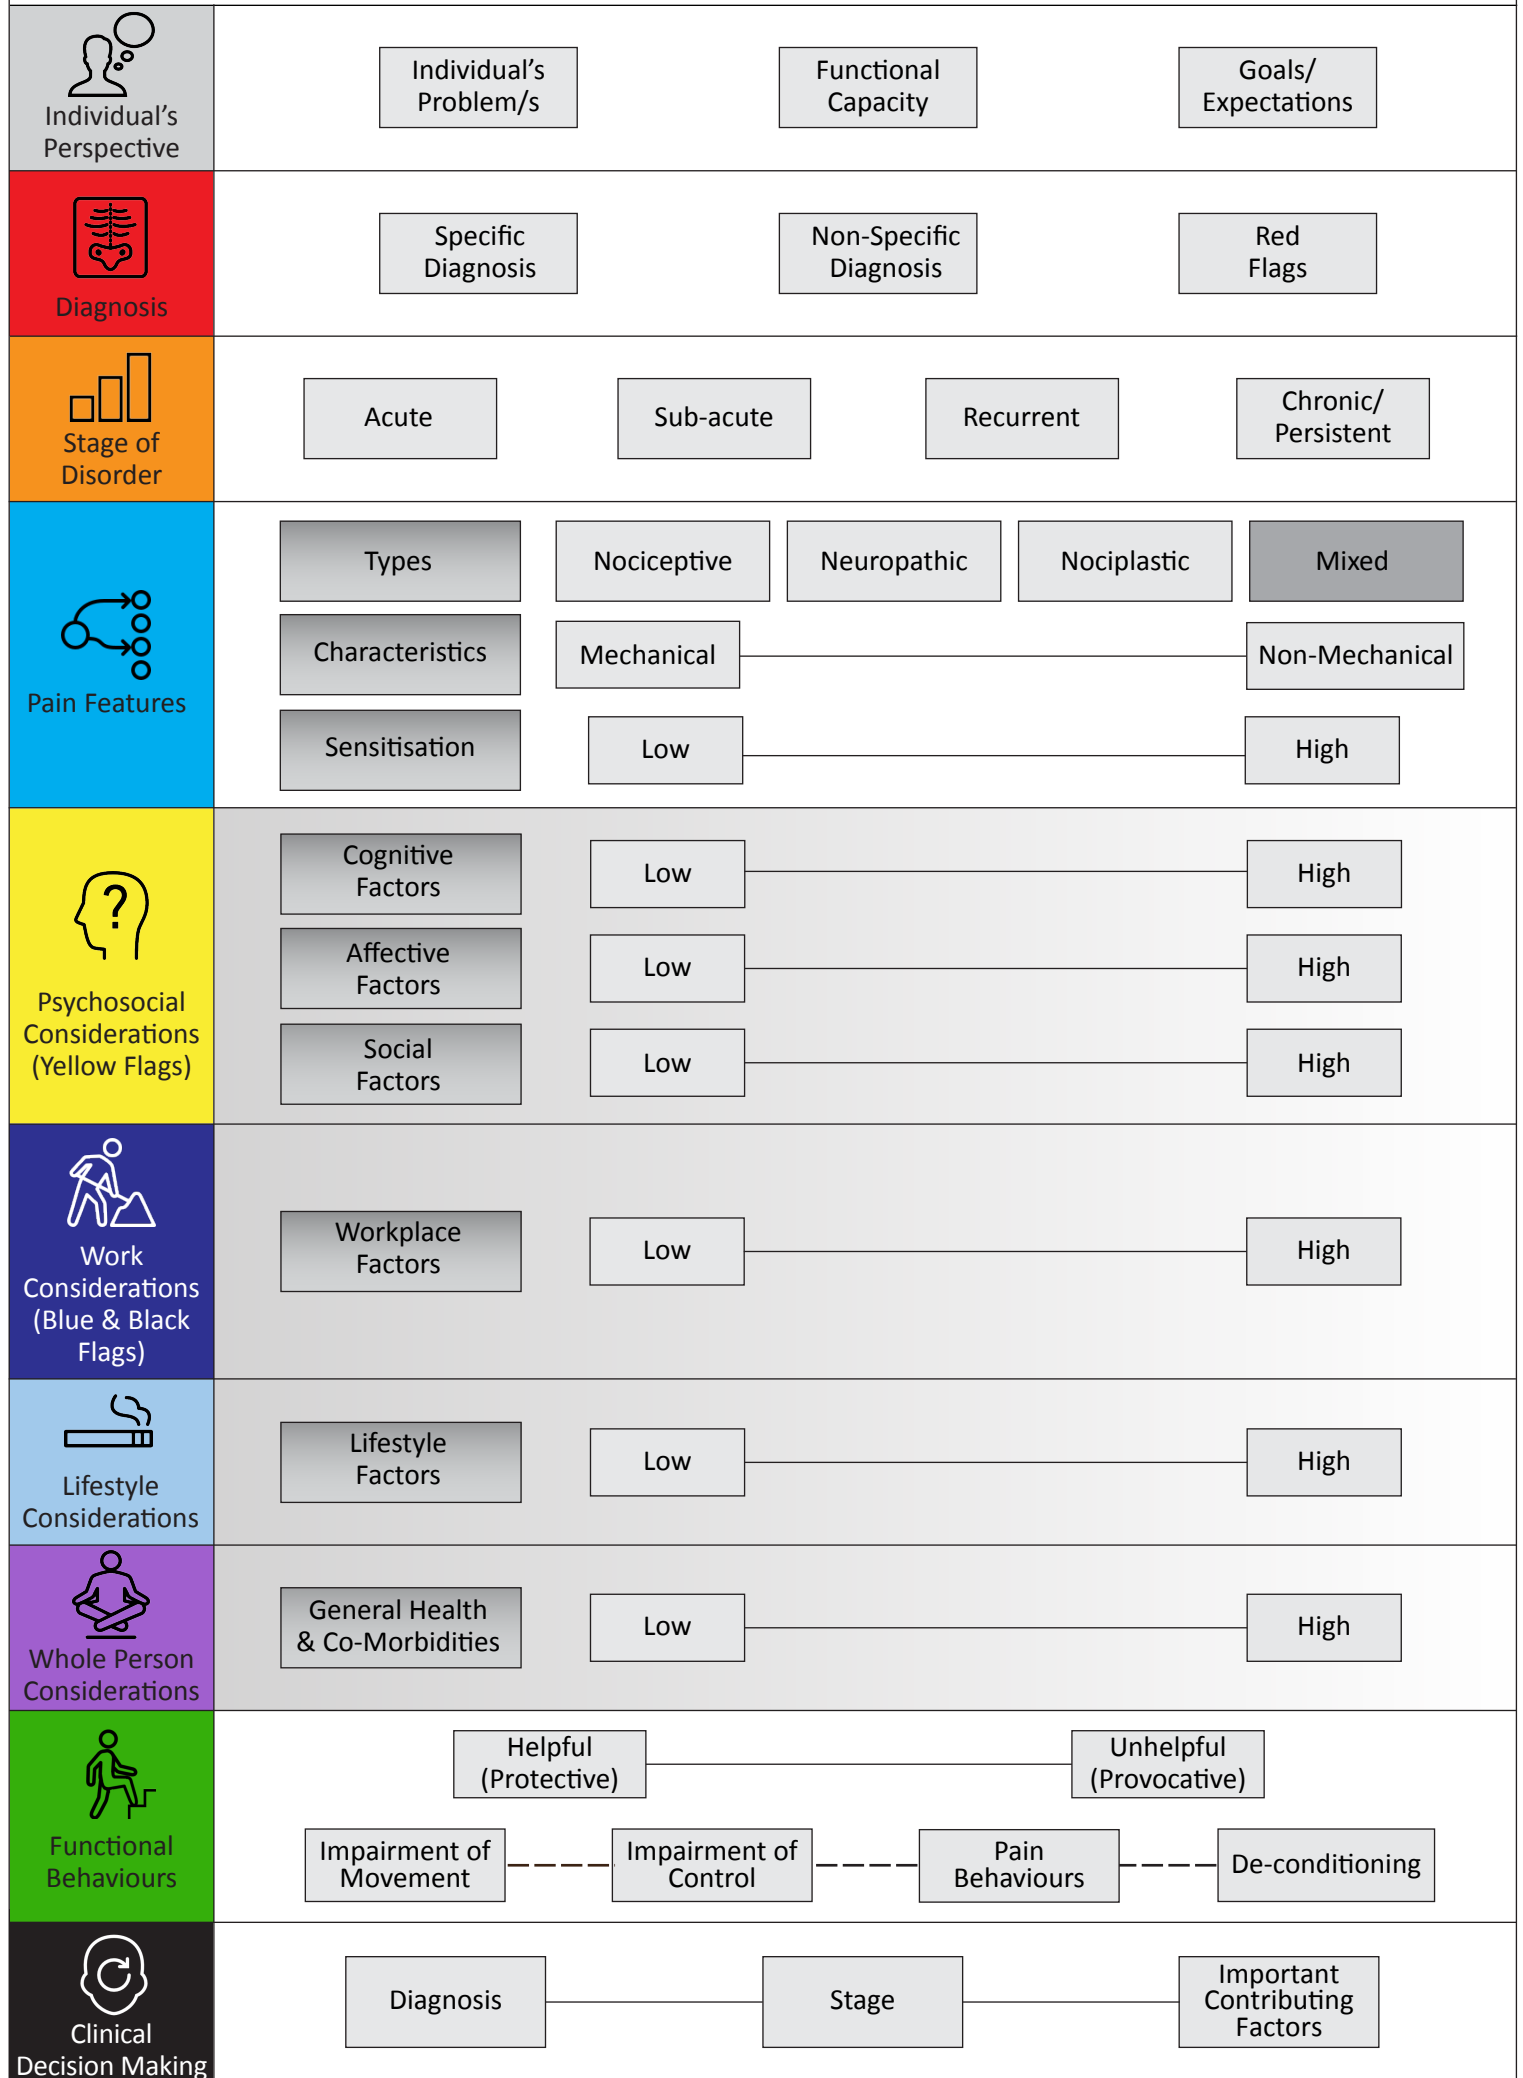 Individual's
Perspective
Individual's
Problem/s
Functional
Capacity
Goals/
Expectations
Diagnosis
Specific
Diagnosis
Non-Specific
Diagnosis
Red
Flags
Stage of
Disorder
Acute
Sub-acute
Recurrent
Chronic/
Persistent
Pain Features
Types
Nociceptive
Neuropathic
Nociplastic
Mixed
Characteristics
Mechanical
Non-Mechanical
Sensitisation
Low
High
Psychosocial
Considerations
(Yellow Flags)
Cognitive
Factors
Low
High
Affective
Factors
Low
High
Social
Factors
Low
High
Work
Considerations
(Blue & Black
Flags)
Workplace
Factors
Low
High
Lifestyle
Considerations
Lifestyle
Factors
Low
High
Whole Person
Considerations
General Health
& Co-Morbidities
Low
High
Functional
Behaviours
Helpful
(Protective)
Unhelpful
(Provocative)
Impairment of
Movement
Impairment of
Control
Pain
Behaviours
De-conditioning
Clinical
Decision Making
Diagnosis
Stage
Important
Contributing
Factors